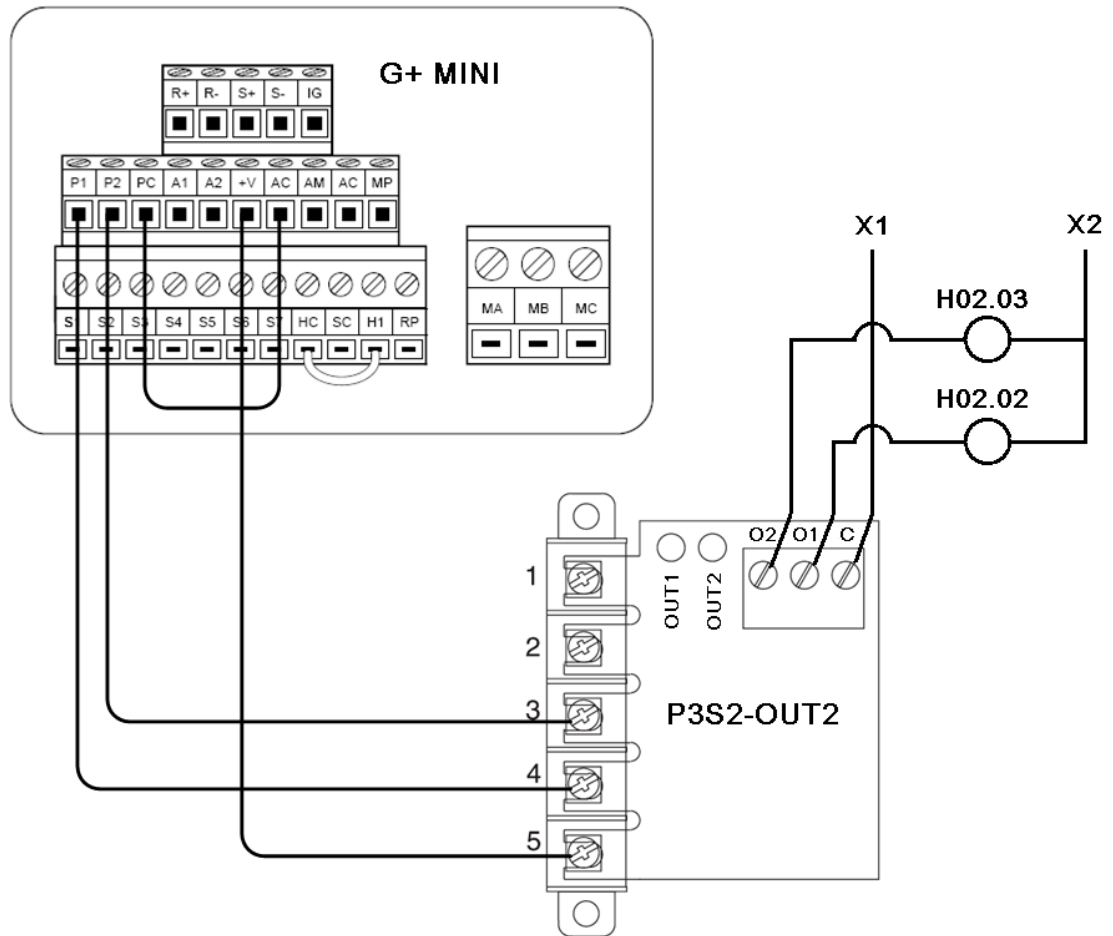 G+ MINI
R+ R- S+ S- IG
P1 P2 PC A1 A2 +V AC AM AC MP
S1 S2 S3 S4 S5 S6 S7 HC SC H1 RP
MA MB MC
X1 X2
H02.03
H02.02
O2 O1 C
OUT1
OUT2
1
2
3
4
5
P3S2-OUT2